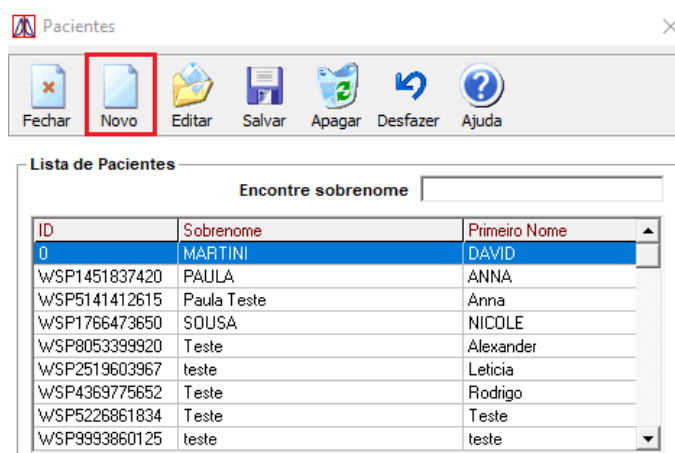 Pacientes
Fechar Novo Editar Salvar Apagar Desfazer Ajuda
Lista de Pacientes
Encontre sobrenome
ID Sobrenome Primeiro Nome
0 MARTINI DAVID
WSP1451837420 PAULA ANNA
WSP5141412615 Paula Teste Anna
WSP1766473650 SOUSA NICOLE
WSP8053399920 Teste Alexander
WSP2519603967 teste Leticia
WSP4369775652 Teste Rodrigo
WSP5226861834 Teste Teste
WSP9993860125 teste teste